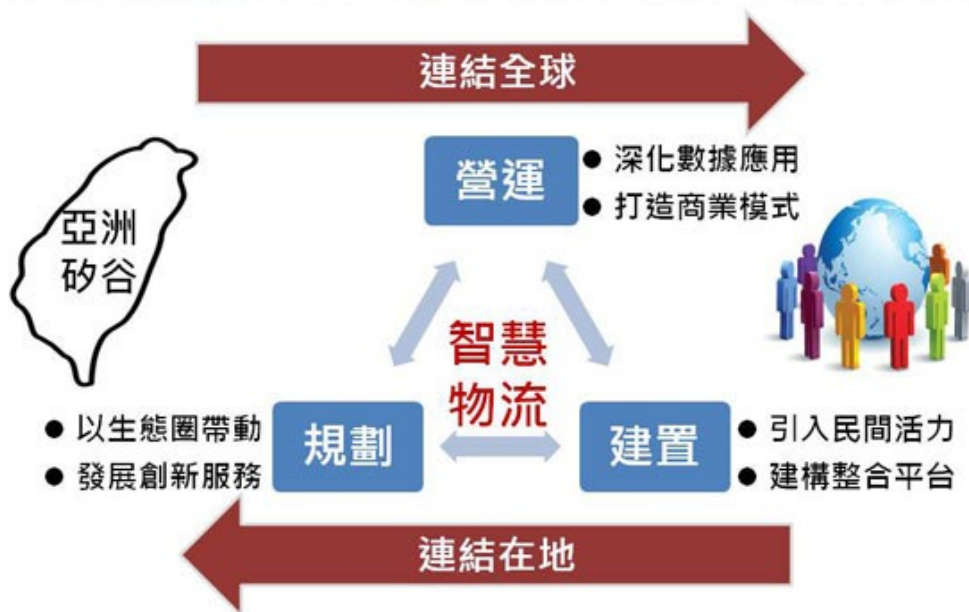 連結全球
營運
● 深化數據應用
● 打造商業模式
亞洲
矽谷
智慧
物流
● 以生態圈帶動
● 發展創新服務
規劃
建置
● 引入民間活力
● 建構整合平台
連結在地